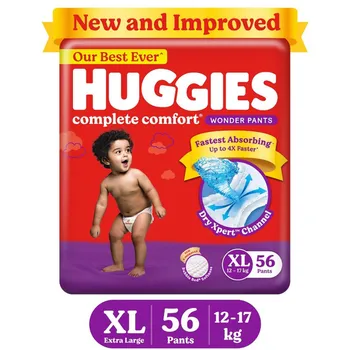 New and Improved
Our Best Ever*
HUGGIES
complete comfort®
WONDER PANTS
Fastest Absorbing
Up to 4X Faster
Dry Xpert™ Channel
XL
12-17 kg
56
Pants
XL
Extra Large
56
Pants
12-17
kg